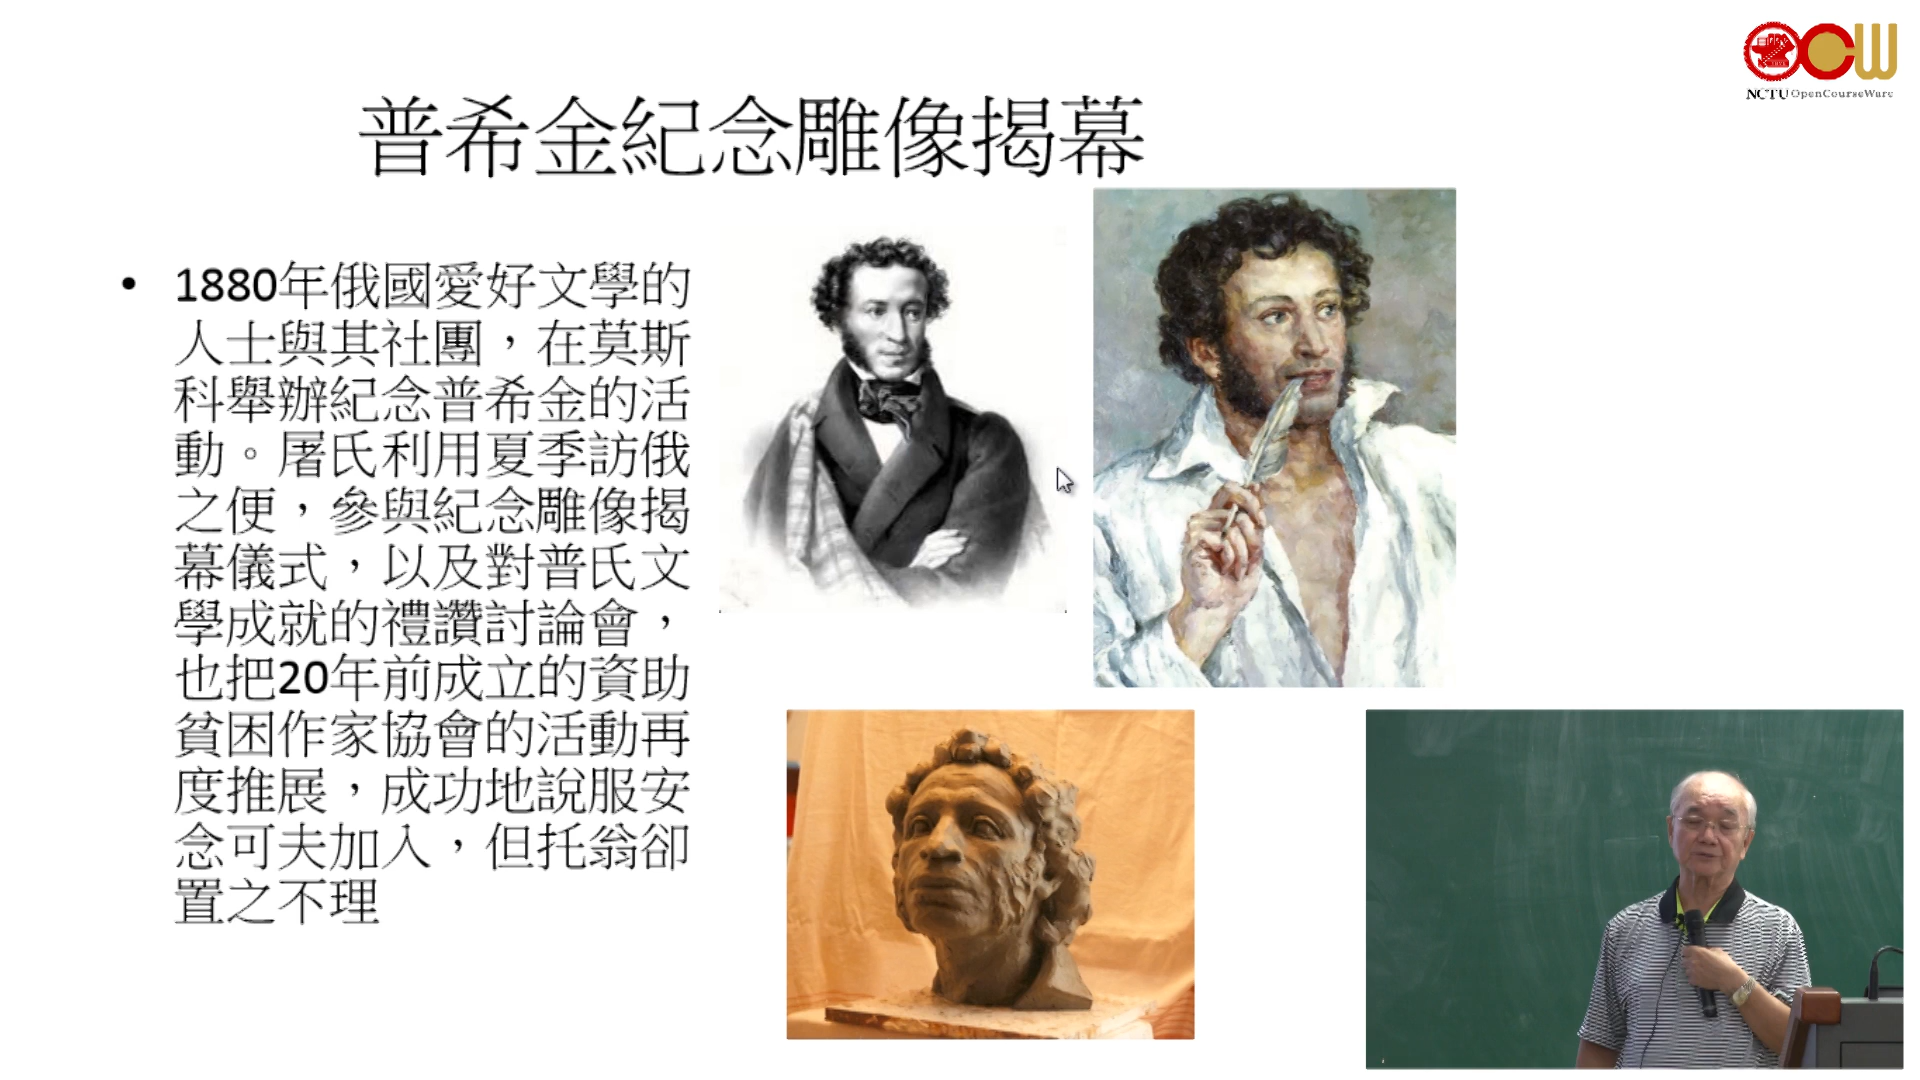 NCTU OpenCourseWare
普希金紀念雕像揭幕
• 1880年俄國愛好文學的
人士與其社團，在莫斯
科舉辦紀念普希金的活
動。屠氏利用夏季訪俄
之便，參與紀念雕像揭
幕儀式，以及對普氏文
學成就的禮讚討論會，
也把20年前成立的資助
貧困作家協會的活動再
度推展，成功地說服安
念可夫加入，但托翁卻
置之不理